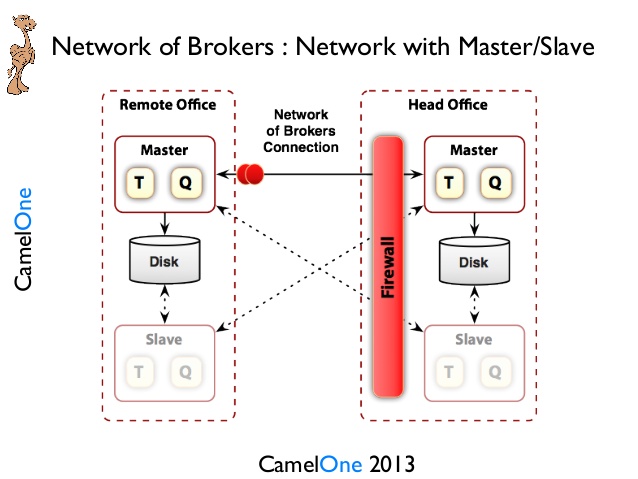 Network of Brokers : Network with Master/Slave
Remote Office
Network
of Brokers
Connection
Head Office
Master
T Q
Disk
Slave
T Q
Firewall
Master
T Q
Disk
Slave
T Q
CamelOne
CamelOne 2013